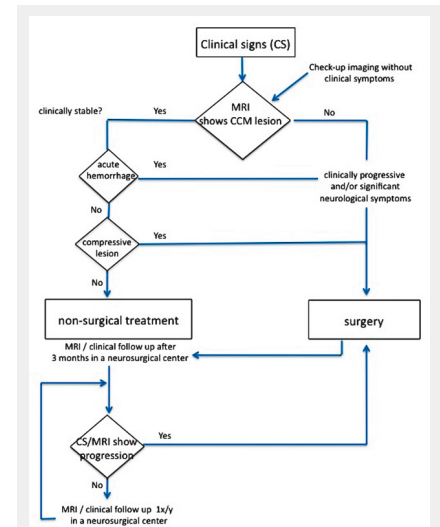 Clinical signs (CS)
Check-up imaging without
clinical symptoms
MRI
shows CCM lesion
clinically stable?
Yes
No
acute
hemorrhage
Yes
clinically progressive
and/or significant
neurological symptoms
No
compressive
lesion
Yes
No
non-surgical treatment
surgery
MRI / clinical follow up after
3 months in a neurosurgical center
CS/MRI show
progression
Yes
No
MRI / clinical follow up 1x/y
in a neurosurgical center